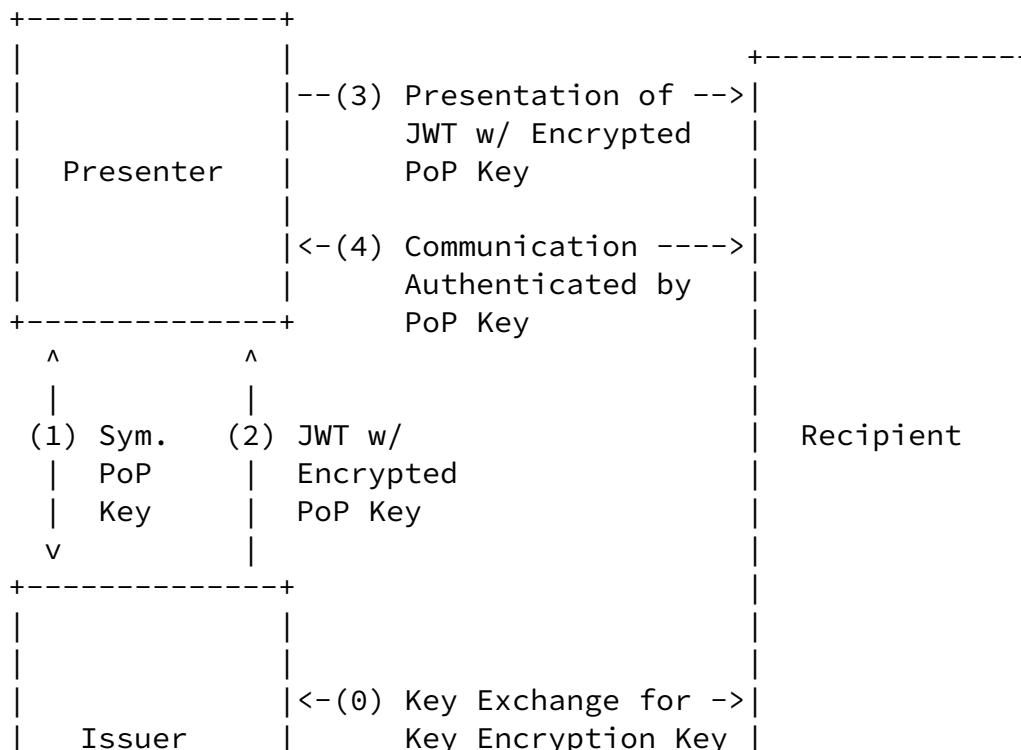 --(3) Presentation of -->
JWT w/ Encrypted
Presenter PoP Key
<-(4) Communication ---->
Authenticated by
PoP Key
(1) Sym. (2) JWT w/ Recipient
PoP Encrypted
Key PoP Key
<-(0) Key Exchange for ->
Issuer Key Encryption Key